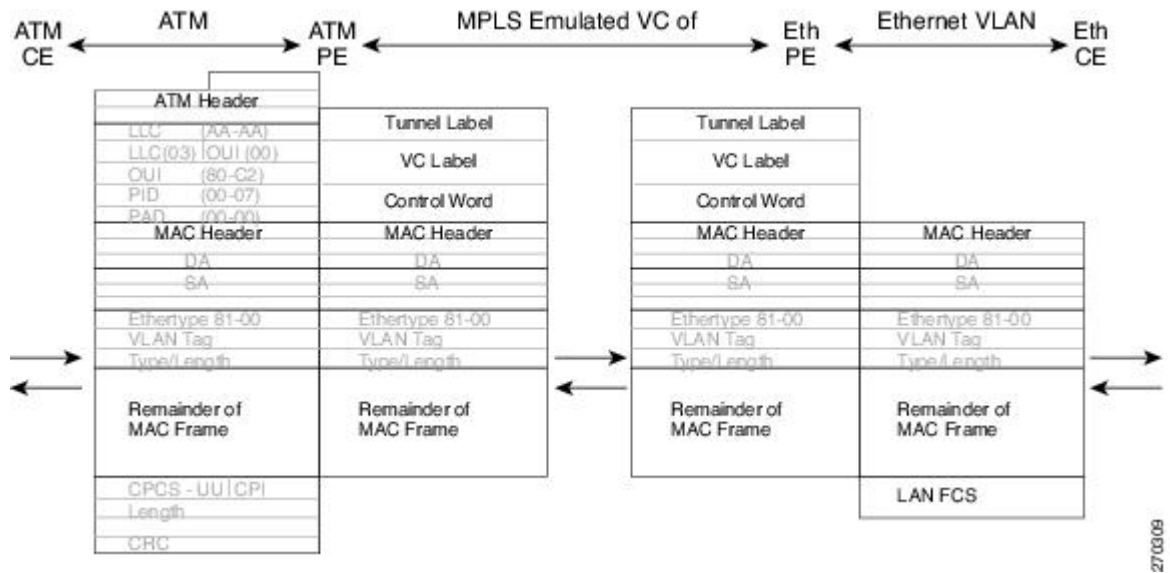 ATM CE
ATM
ATM PE
MPLS Emulated VC of
Eth PE
Ethernet VLAN
Eth CE
ATM Header
LLC (AA-AA)
LLC(03) OUI (00)
OUI (80-C2)
PID (00-07)
PAD (00-00)
MAC Header
DA
SA
Ethertype 81-00
VLAN Tag
Type/Length
Remainder of
MAC Frame
CPCS - UU CPI
Length
CRC
Tunnel Label
VC Label
Control Word
MAC Header
DA
SA
Ethertype 81-00
VLAN Tag
Type/Length
Remainder of
MAC Frame
Tunnel Label
VC Label
Control Word
MAC Header
DA
SA
Ethertype 81-00
VLAN Tag
Type/Length
Remainder of
MAC Frame
MAC Header
DA
SA
Ethertype 81-00
VLAN Tag
Type/Length
Remainder of
MAC Frame
LAN FCS
270309